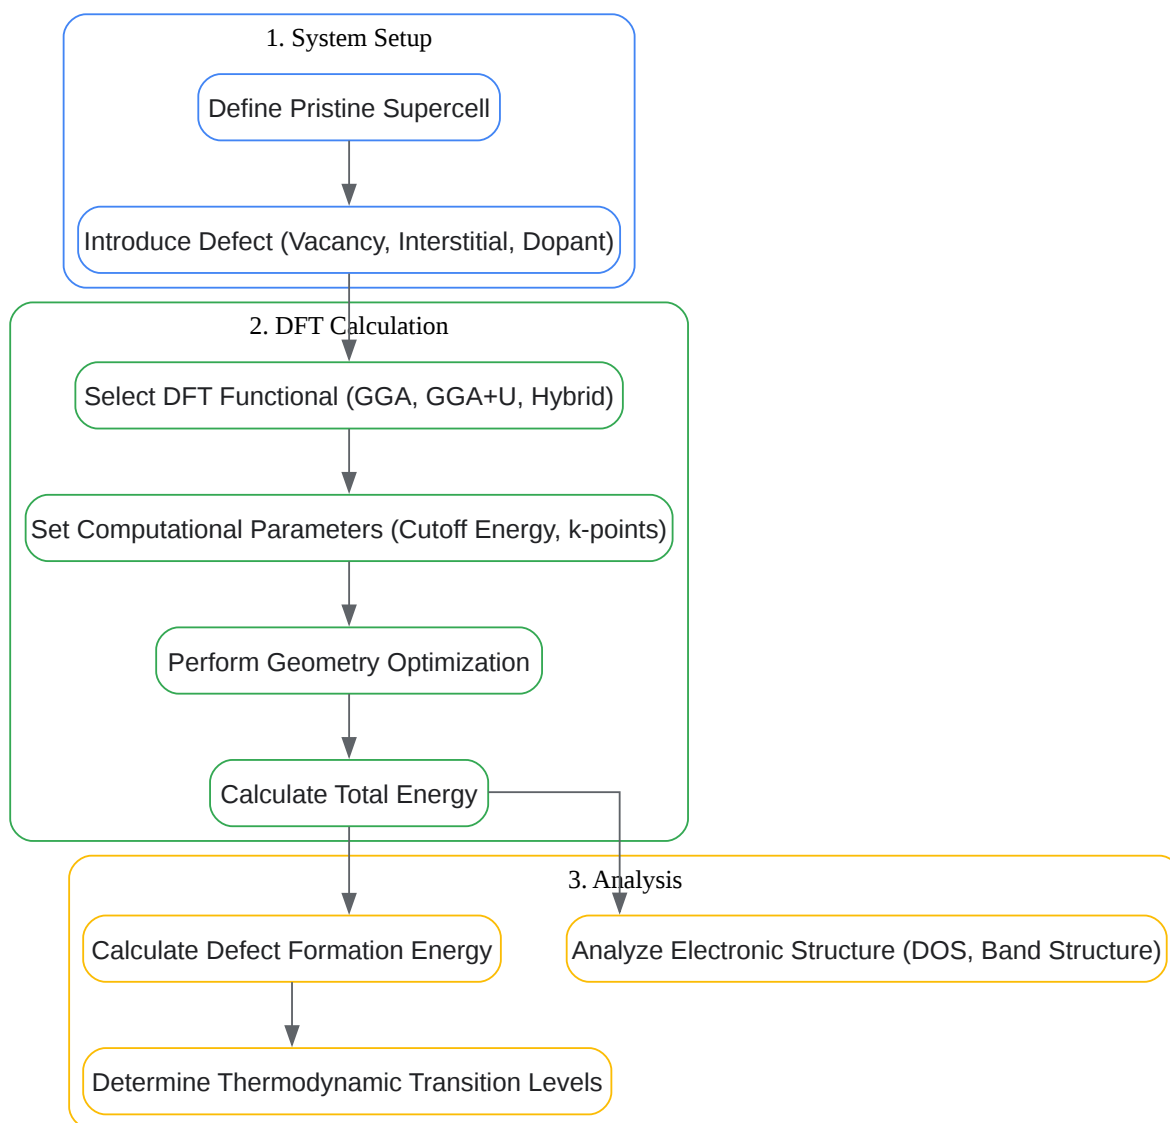 1. System Setup
Define Pristine Supercell
Introduce Defect (Vacancy, Interstitial, Dopant)
2. DFT Calculation
Select DFT Functional (GGA, GGA+U, Hybrid)
Set Computational Parameters (Cutoff Energy, k-points)
Perform Geometry Optimization
Calculate Total Energy
3. Analysis
Calculate Defect Formation Energy
Analyze Electronic Structure (DOS, Band Structure)
Determine Thermodynamic Transition Levels